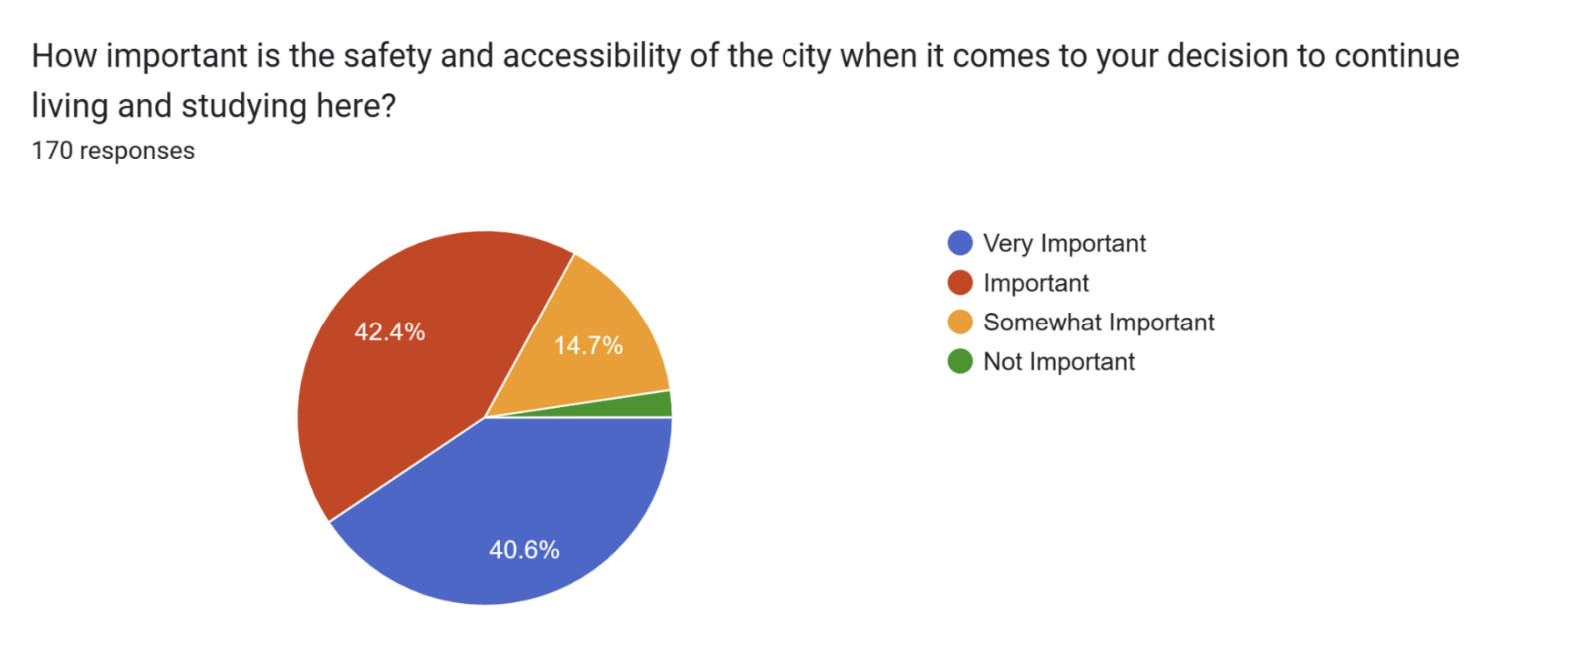 How important is the safety and accessibility of the city when it comes to your decision to continue
living and studying here?
170 responses
Very Important
Important
Somewhat Important
Not Important
42.4%
14.7%
40.6%